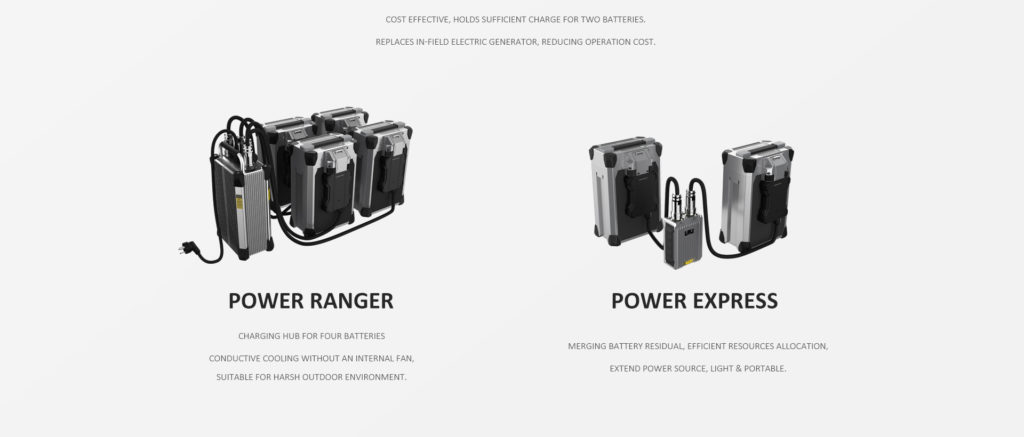 COST EFFECTIVE, HOLDS SUFFICIENT CHARGE FOR TWO BATTERIES.
REPLACES IN-FIELD ELECTRIC GENERATOR, REDUCING OPERATION COST.
POWER RANGER
CHARGING HUB FOR FOUR BATTERIES
CONDUCTIVE COOLING WITHOUT AN INTERNAL FAN,
SUITABLE FOR HARSH OUTDOOR ENVIRONMENT.
POWER EXPRESS
MERGING BATTERY RESIDUAL, EFFICIENT RESOURCES ALLOCATION,
EXTEND POWER SOURCE, LIGHT & PORTABLE.